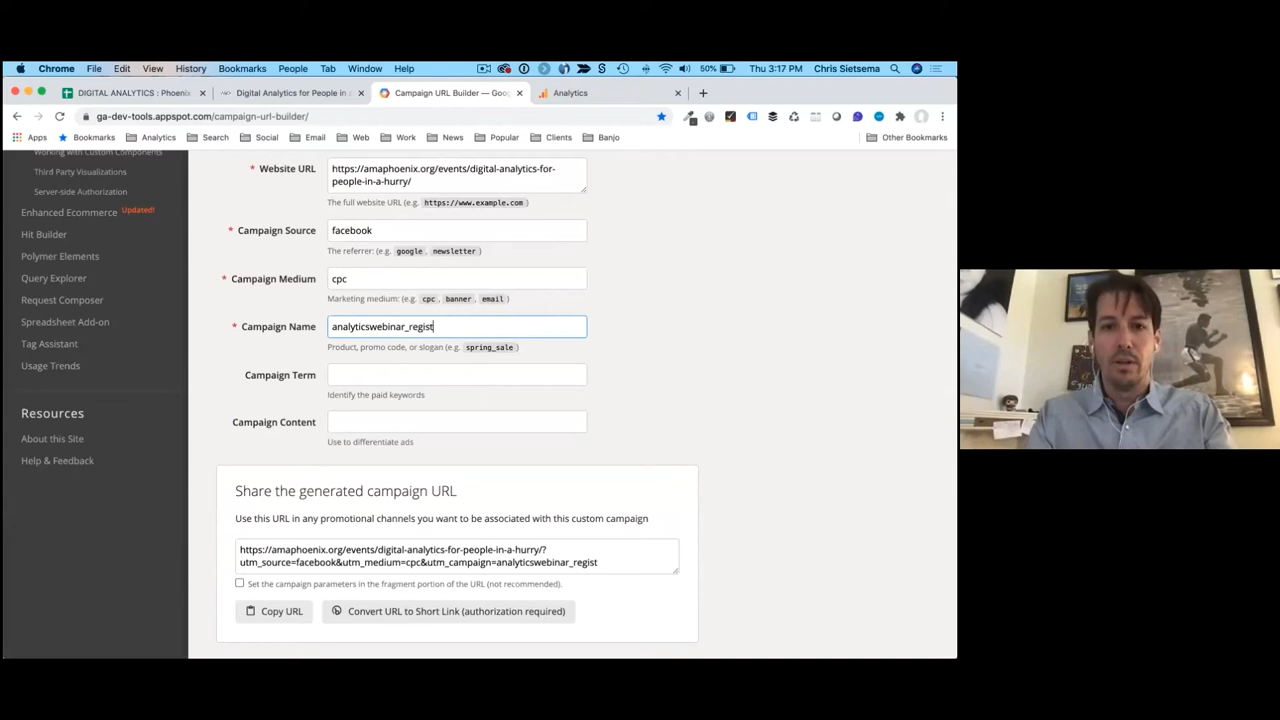 Chrome File Edit View History Bookmarks People Tab Window Help 50% Thu 3:17 PM Chris Sietsema
DIGITAL ANALYTICS : Phoenix Digital Analytics for People in Campaign URL Builder — Goo Analytics
ga-dev-tools.appspot.com/campaign-url-builder/
Apps Bookmarks Analytics Search Social Email Web Work News Popular Clients Banjo Other Bookmarks
Working with Custom Components
Third Party Visualizations
Server-side Authorization
Enhanced Ecommerce Updated!
Hit Builder
Polymer Elements
Query Explorer
Request Composer
Spreadsheet Add-on
Tag Assistant
Usage Trends
Resources
About this Site
Help & Feedback
* Website URL
https://amaphoenix.org/events/digital-analytics-for-
people-in-a-hurry/
The full website URL (e.g. https://www.example.com )
* Campaign Source facebook
The referrer: (e.g. google , newsletter )
* Campaign Medium cpc
Marketing medium: (e.g. cpc , banner , email )
* Campaign Name analyticswebinar_regist
Product, promo code, or slogan (e.g. spring_sale )
Campaign Term
Identify the paid keywords
Campaign Content
Use to differentiate ads
Share the generated campaign URL
Use this URL in any promotional channels you want to be associated with this custom campaign
https://amaphoenix.org/events/digital-analytics-for-people-in-a-hurry/?
utm_source=facebook&utm_medium=cpc&utm_campaign=analyticswebinar_regist
Set the campaign parameters in the fragment portion of the URL (not recommended).
Copy URL Convert URL to Short Link (authorization required)